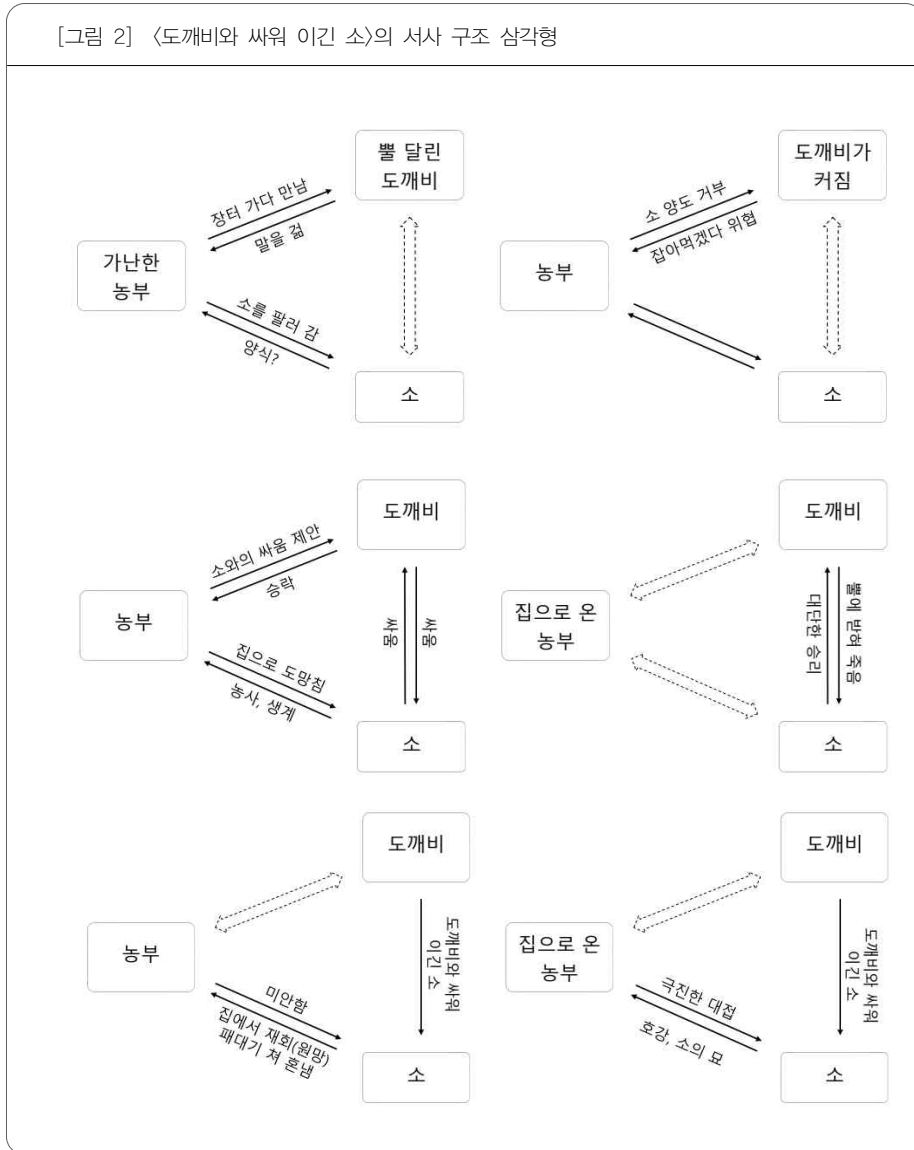 [그림 2] 〈도깨비와 싸워 이긴 소〉의 서사 구조 삼각형
뿔 달린
도깨비
장터 가다 만남
말을 걺
가난한
농부
소를 팔러 감
양식?
소
도깨비가
커짐
소 양도 거부
잡아먹겠다 위협
농부
소
도깨비
소와의 싸움 제안
승락
농부
싸움
싸움
집으로 도망침
농사, 생계
소
도깨비
집으로 온
농부
대단한 승리
뿔에 받혀 죽음
소
도깨비
농부
도깨비와 싸워
이긴 소
미안함
집에서 재회(원망)
패대기 쳐 혼냄
소
도깨비
집으로 온
농부
도깨비와 싸워
이긴 소
극진한 대접
호강, 소의 묘
소